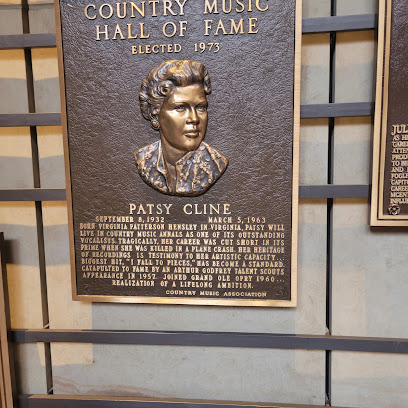 COUNTRY MUSIC
HALL OF FAME
ELECTED 1973
PATSY CLINE
SEPTEMBER 8, 1932 MARCH 5, 1963
BORN VIRGINIA PATTERSON HENSLEY IN VIRGINIA, PATSY WILL
LIVE IN COUNTRY MUSIC ANNALS AS ONE OF ITS OUTSTANDING
VOCALISTS. TRAGICALLY, HER CAREER WAS CUT SHORT IN ITS
PRIME WHEN SHE WAS KILLED IN A PLANE CRASH. HER HERITAGE
OF RECORDINGS IS TESTIMONY TO HER ARTISTIC CAPACITY...
BIGGEST HIT, "I FALL TO PIECES," HAS BECOME A STANDARD.
CATAPULTED TO FAME BY AN ARTHUR GODFREY TALENT SCOUTS
APPEARANCE IN 1957. JOINED GRAND OLE OPRY 1960...
REALIZATION OF A LIFELONG AMBITION.
COUNTRY MUSIC ASSOCIATION
AS HE
CAREER